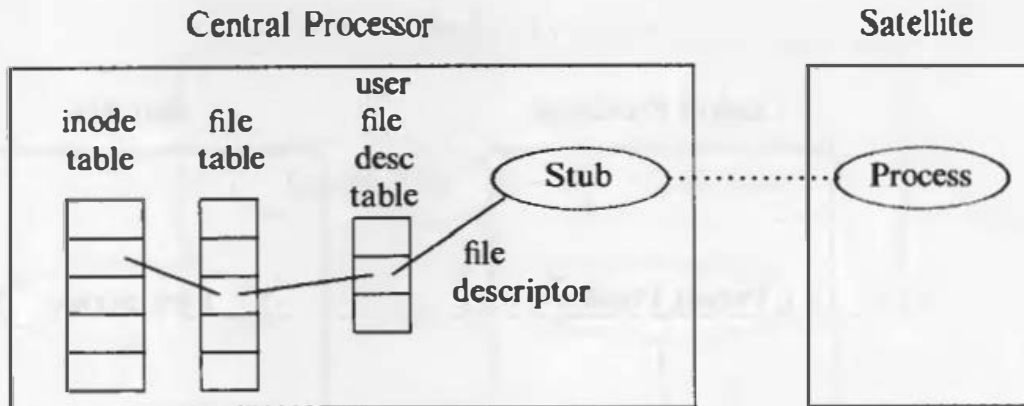 Central Processor
Satellite
inode
table
file
table
user
file
desc
table
Stub
Process
file
descriptor